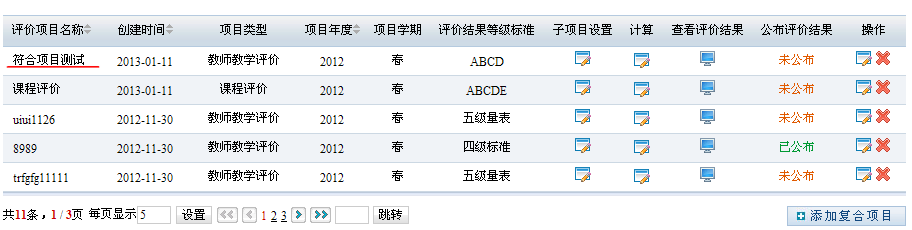 评价项目名称 创建时间 项目类型 项目年度 项目学期 评价结果等级标准 子项目设置 计算 查看评价结果 公布评价结果 操作
符合项目测试 2013-01-11 教师教学评价 2012 春 ABCD 未公布
课程评价 2013-01-11 课程评价 2012 春 ABCDE 未公布
uiui1126 2012-11-30 教师教学评价 2012 春 五级量表 未公布
8989 2012-11-30 教师教学评价 2012 春 四级标准 已公布
trfgfg11111 2012-11-30 教师教学评价 2012 春 五级量表 未公布
共11条，1 / 3页 每页显示 5 设置 1 2 3 跳转 添加复合项目